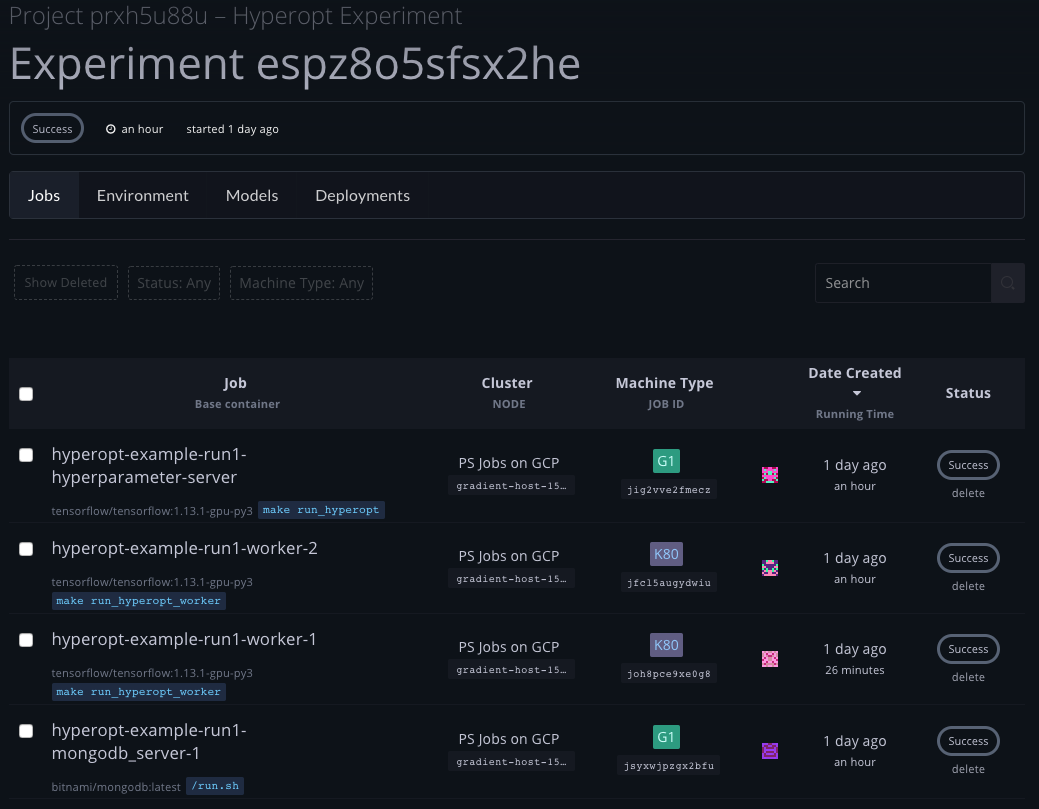 Project prxh5u88u – Hyperopt Experiment
Experiment espz8o5sfsx2he
Success an hour started 1 day ago
Jobs Environment Models Deployments
Show Deleted Status: Any Machine Type: Any Search
Job Cluster Machine Type Date Created Status
Base container NODE JOB ID Running Time
hyperopt-example-run1-
hyperparameter-server
tensorflow/tensorflow:1.13.1-gpu-py3 make run_hyperopt
PS Jobs on GCP
gradient-host-15…
G1
jig2vve2fmecz
1 day ago
an hour
Success
delete
hyperopt-example-run1-worker-2
tensorflow/tensorflow:1.13.1-gpu-py3
make run_hyperopt_worker
PS Jobs on GCP
gradient-host-15…
K80
jfcl5augydwiu
1 day ago
an hour
Success
delete
hyperopt-example-run1-worker-1
tensorflow/tensorflow:1.13.1-gpu-py3
make run_hyperopt_worker
PS Jobs on GCP
gradient-host-15…
K80
joh8pce9xe0g8
1 day ago
26 minutes
Success
delete
hyperopt-example-run1-
mongodb_server-1
bitnami/mongodb:latest /run.sh
PS Jobs on GCP
gradient-host-15…
G1
jsyxwjpzgx2bfu
1 day ago
an hour
Success
delete